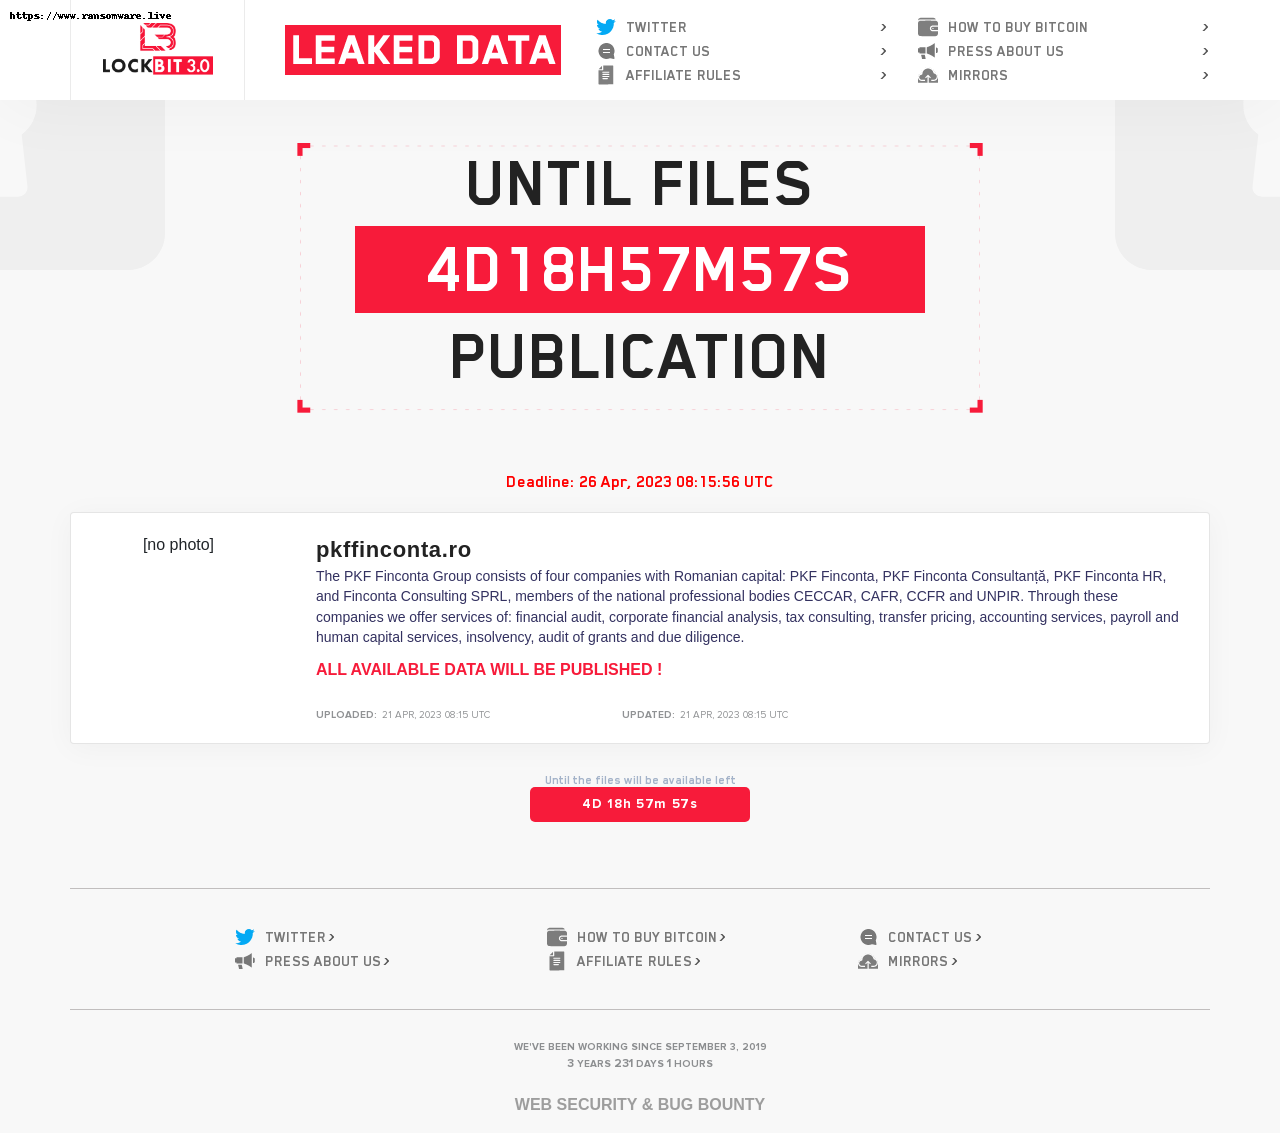 https://www.ransomware.live
LOCKBIT 3.0
LEAKED DATA
TWITTER
CONTACT US
AFFILIATE RULES
HOW TO BUY BITCOIN
PRESS ABOUT US
MIRRORS
UNTIL FILES
4D18H57M57S
PUBLICATION
Deadline: 26 Apr, 2023 08:15:56 UTC
[no photo]
pkffinconta.ro
The PKF Finconta Group consists of four companies with Romanian capital: PKF Finconta, PKF Finconta Consultanță, PKF Finconta HR,
and Finconta Consulting SPRL, members of the national professional bodies CECCAR, CAFR, CCFR and UNPIR. Through these
companies we offer services of: financial audit, corporate financial analysis, tax consulting, transfer pricing, accounting services, payroll and
human capital services, insolvency, audit of grants and due diligence.
ALL AVAILABLE DATA WILL BE PUBLISHED !
UPLOADED: 21 APR, 2023 08:15 UTC
UPDATED: 21 APR, 2023 08:15 UTC
Until the files will be available left
4D 18h 57m 57s
TWITTER
HOW TO BUY BITCOIN
CONTACT US
PRESS ABOUT US
AFFILIATE RULES
MIRRORS
WE'VE BEEN WORKING SINCE SEPTEMBER 3, 2019
3 YEARS 231 DAYS 1 HOURS
WEB SECURITY & BUG BOUNTY